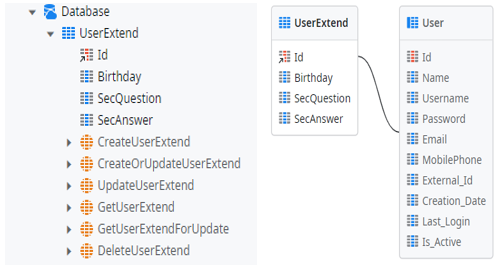 Database
UserExtend
Id
Birthday
SecQuestion
SecAnswer
CreateUserExtend
CreateOrUpdateUserExtend
UpdateUserExtend
GetUserExtend
GetUserExtendForUpdate
DeleteUserExtend
UserExtend
Id
Birthday
SecQuestion
SecAnswer
User
Id
Name
Username
Password
Email
MobilePhone
External_Id
Creation_Date
Last_Login
Is_Active